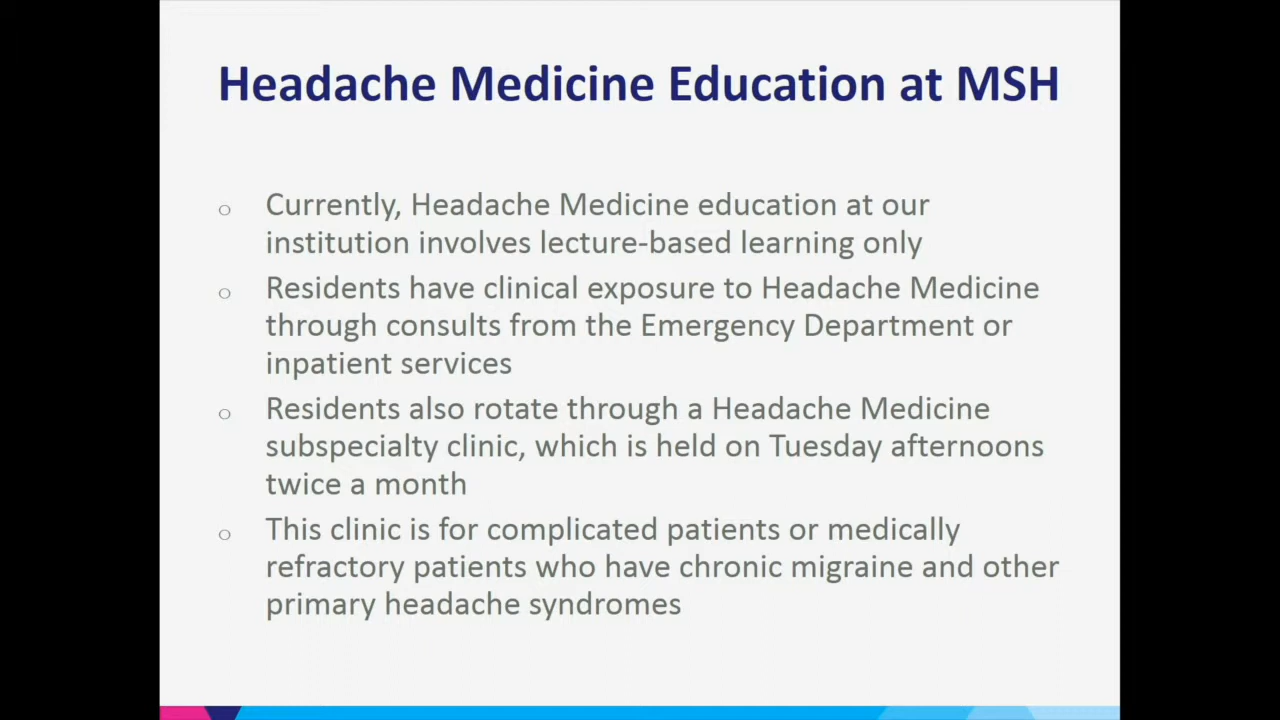 Headache Medicine Education at MSH
○ Currently, Headache Medicine education at our
institution involves lecture-based learning only
○ Residents have clinical exposure to Headache Medicine
through consults from the Emergency Department or
inpatient services
○ Residents also rotate through a Headache Medicine
subspecialty clinic, which is held on Tuesday afternoons
twice a month
○ This clinic is for complicated patients or medically
refractory patients who have chronic migraine and other
primary headache syndromes